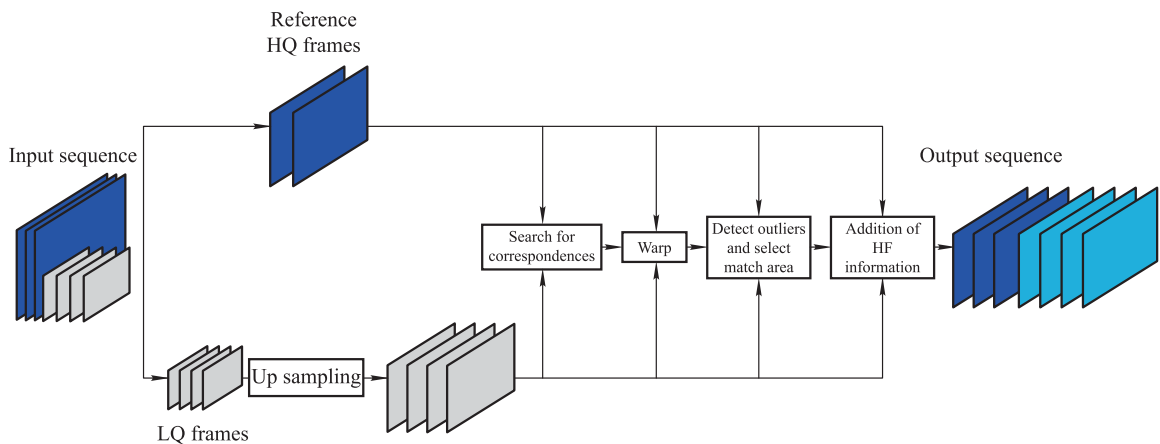 Reference
HQ frames
Input sequence
Output sequence
Search for
correspondences
Warp
Detect outliers
and select
match area
Addition of
HF
information
Up sampling
LQ frames